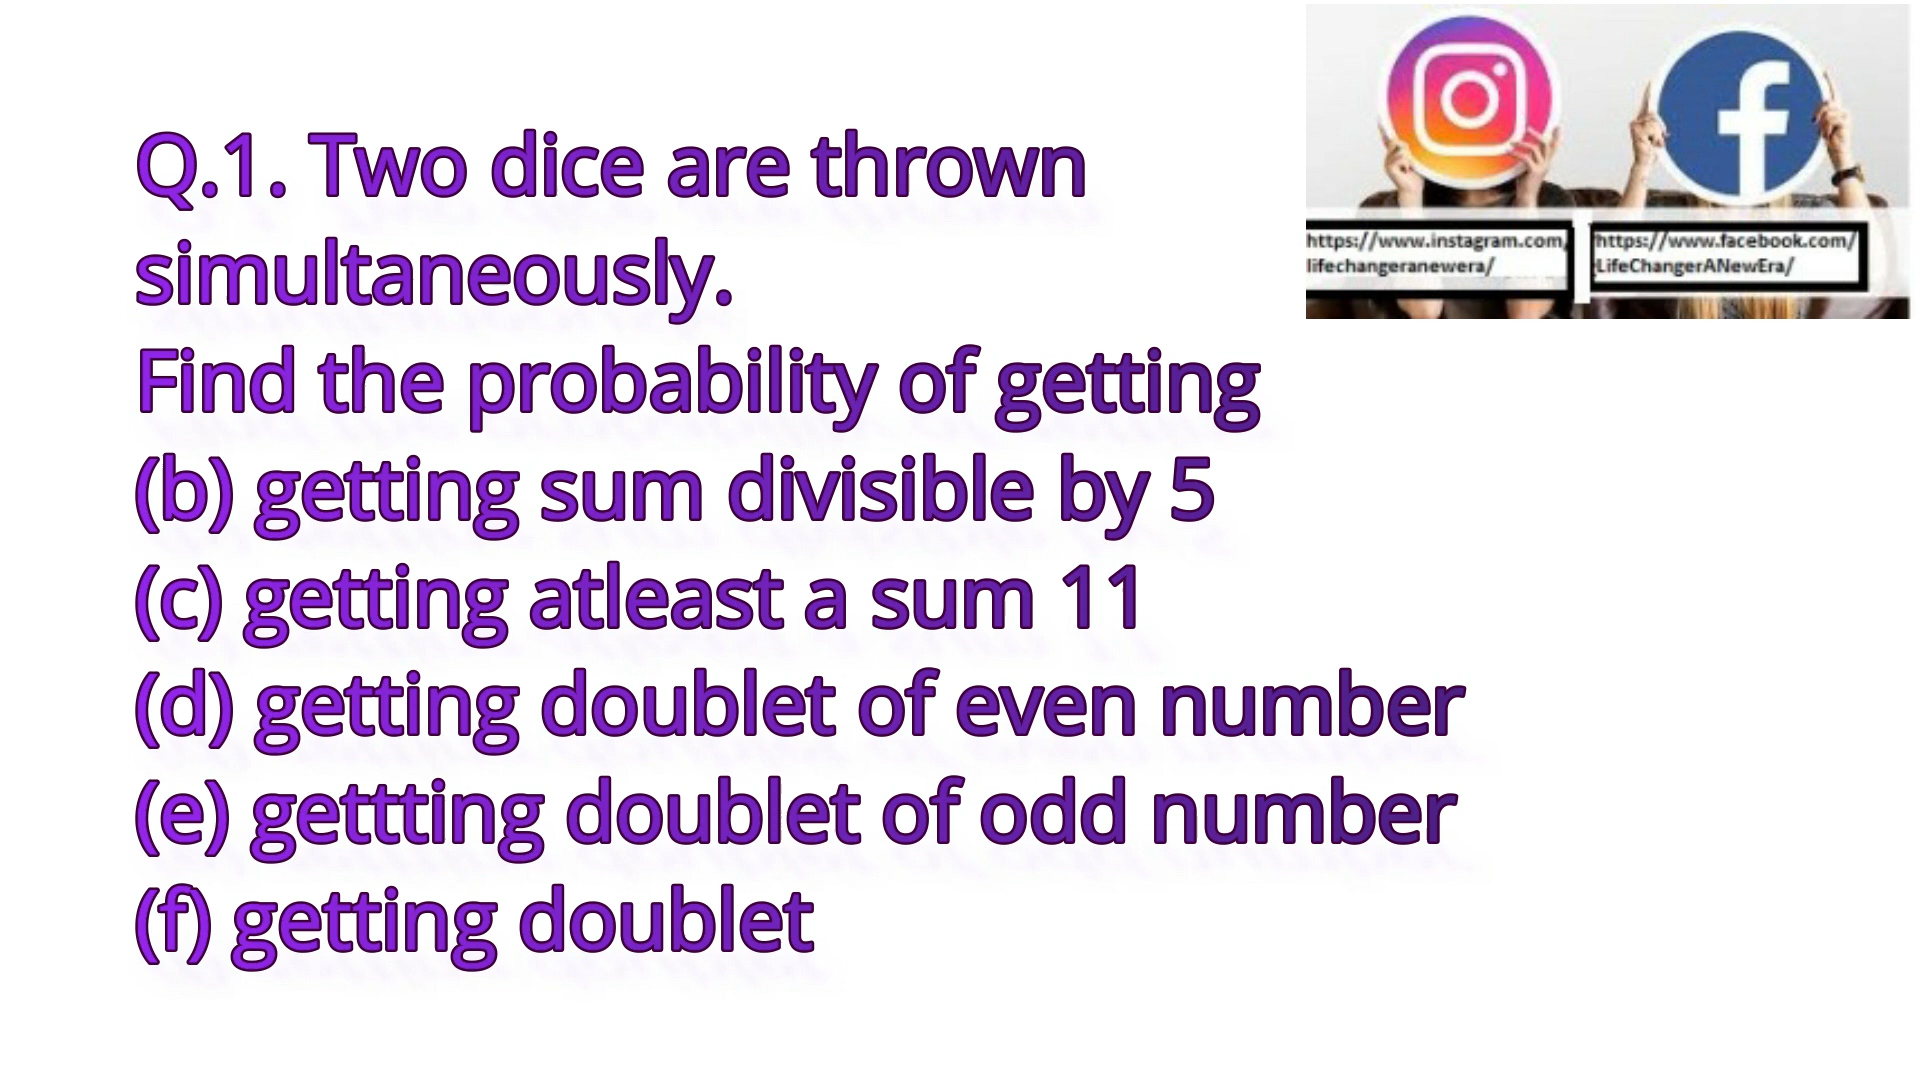 Q.1. Two dice are thrown
simultaneously.
Find the probability of getting
(b) getting sum divisible by 5
(c) getting atleast a sum 11
(d) getting doublet of even number
(e) gettting doublet of odd number
(f) getting doublet
https://www.instagram.com/
lifechangeranewera/
https://www.facebook.com/
LifeChangerANewEra/